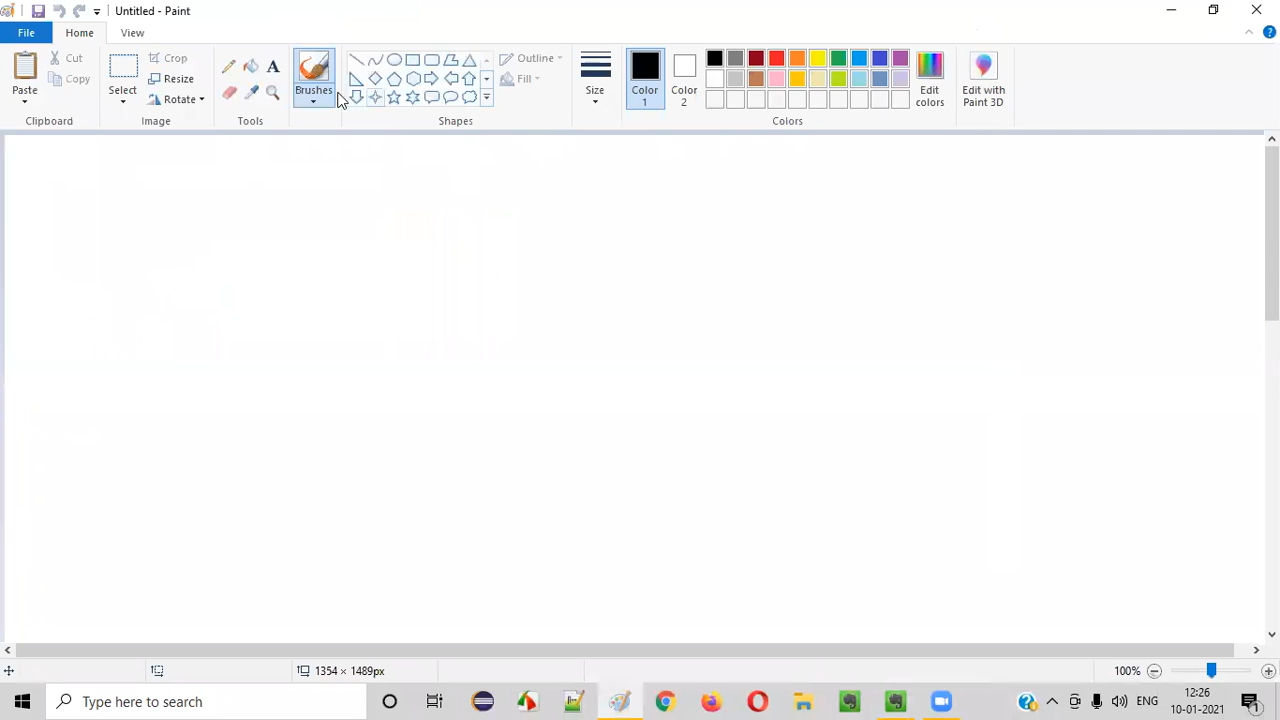 Untitled - Paint
File Home View
Paste
Cut
Copy
Clipboard
Select
Crop
Resize
Rotate
Image
A
Tools
Brushes
Shapes
Outline
Fill
Size
Color 1
Color 2
Colors
Edit colors
Edit with Paint 3D
1354 × 1489px
100%
Type here to search
ENG
12:26
10-01-2021